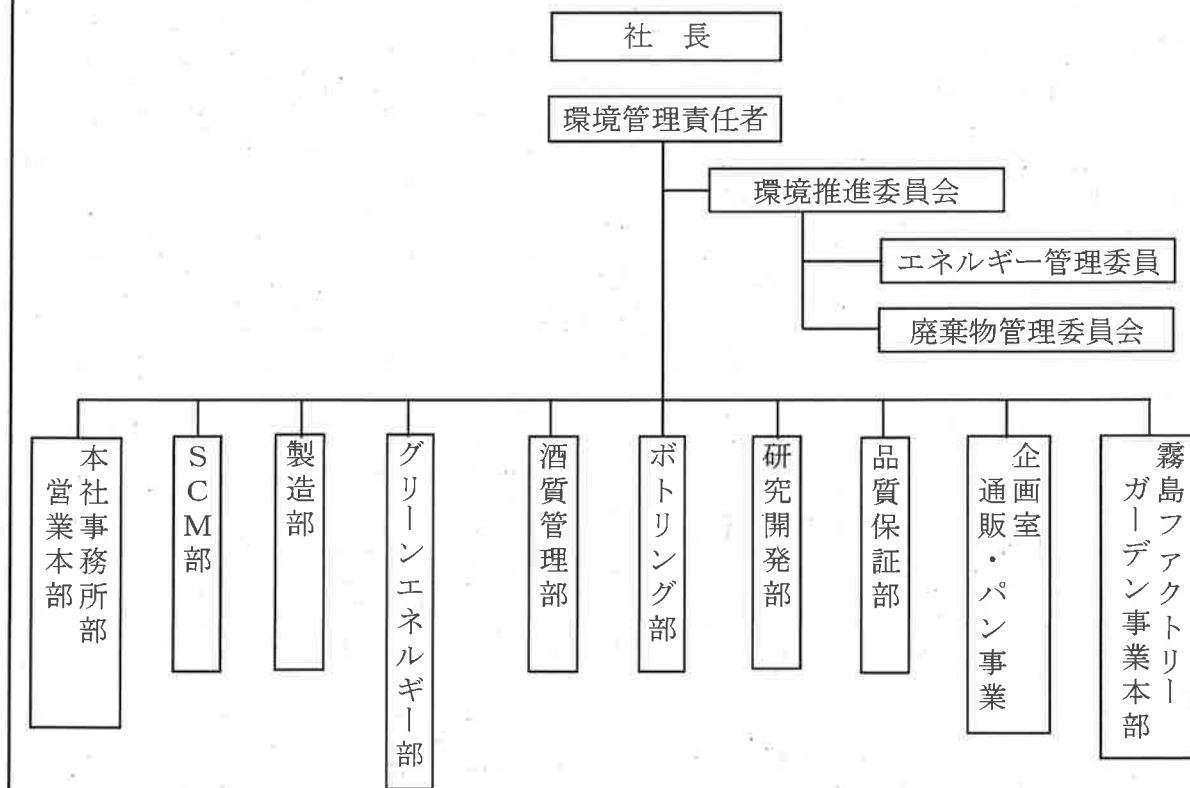 社 長
環境管理責任者
環境推進委員会
エネルギー管理委員
廃棄物管理委員会
本社事務所部
営業本部
SCM部
製造部
グリーンエネルギー部
酒質管理部
ボトリング部
研究開発部
品質保証部
企画室
通販・パン事業
霧島ファクトリー
ガーデン事業本部